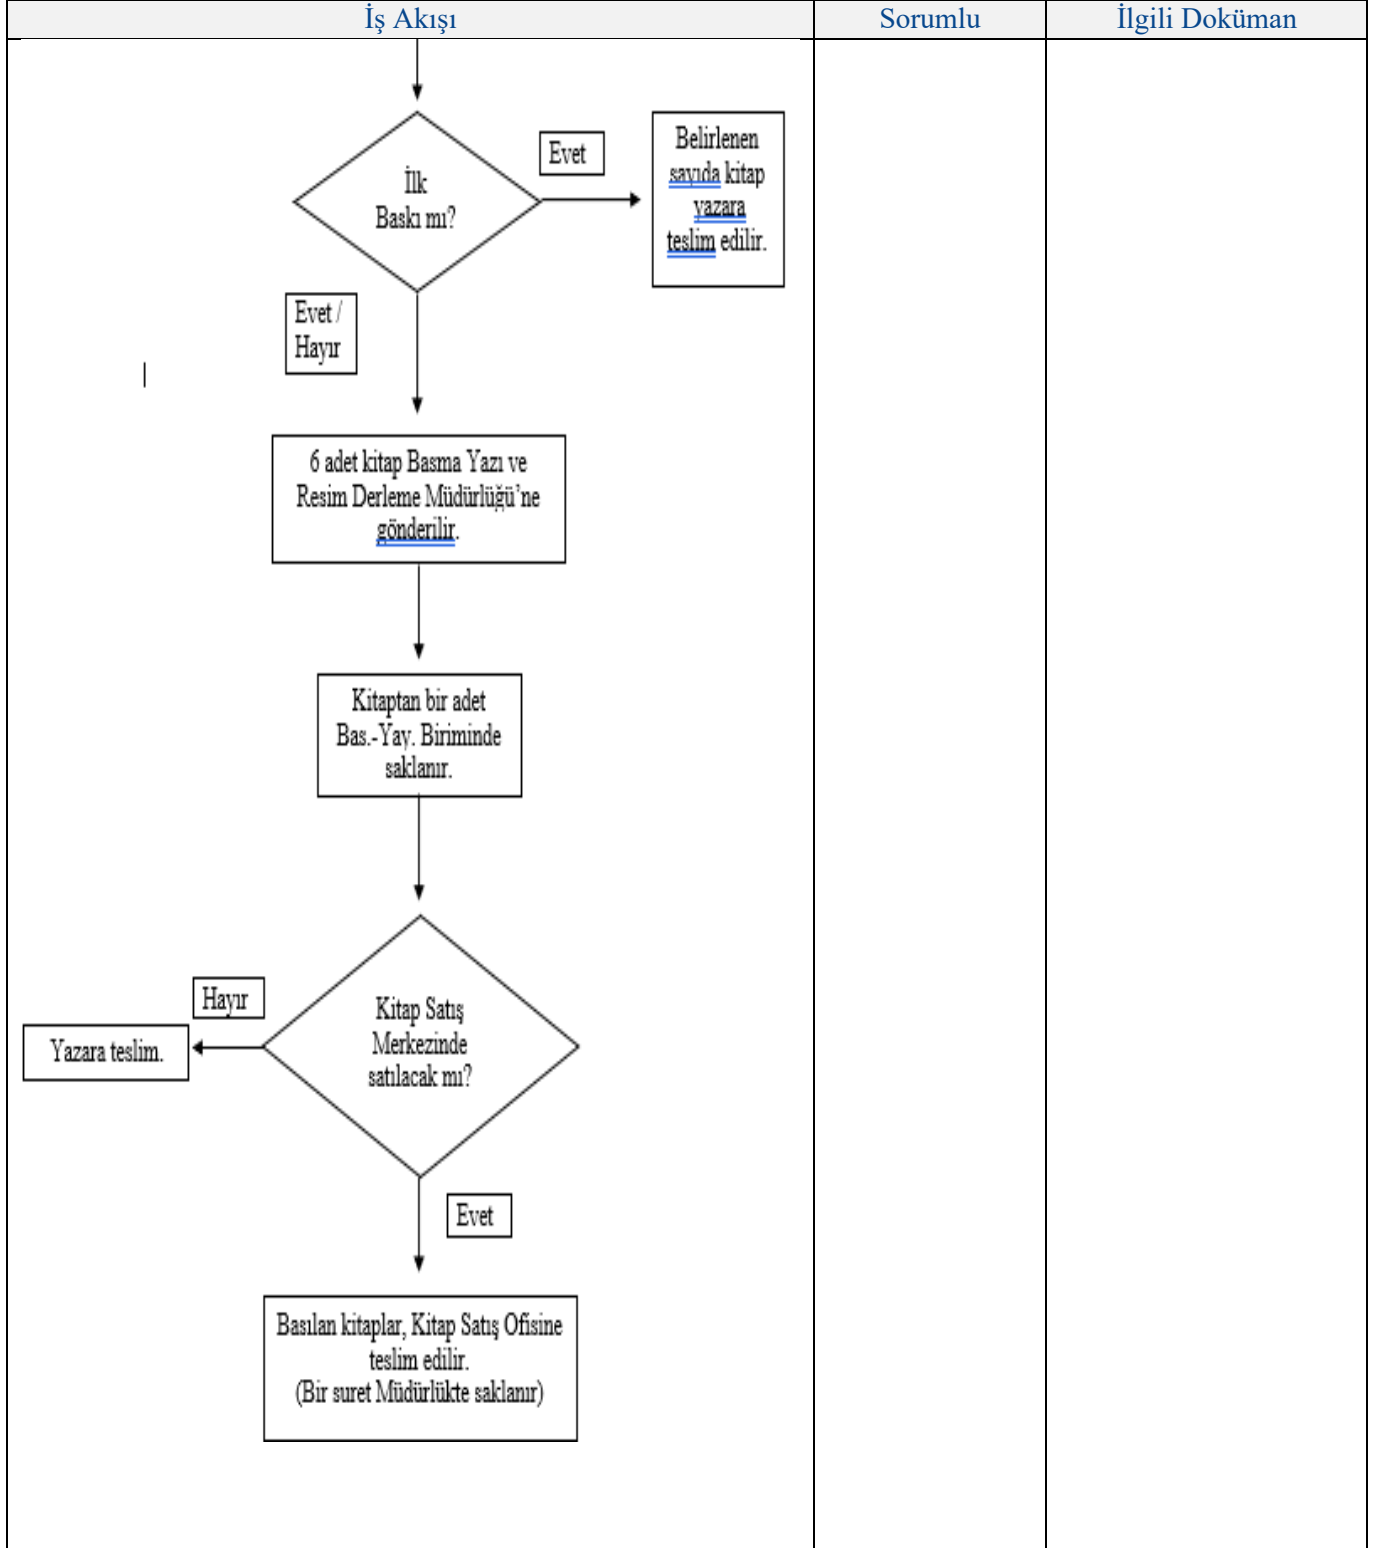 İş Akışı
Sorumlu
İlgili Doküman
İlk
Baskı mı?
Evet
Belirlenen
sayıda kitap
yazara
teslim edilir.
Evet /
Hayır
6 adet kitap Basma Yazı ve
Resim Derleme Müdürlüğü’ne
gönderilir.
Kitaptan bir adet
Bas.-Yay. Biriminde
saklanır.
Kitap Satış
Merkezinde
satılacak mı?
Hayır
Yazara teslim.
Evet
Basılan kitaplar, Kitap Satış Ofisine
teslim edilir.
(Bir suret Müdürlükte saklanır)